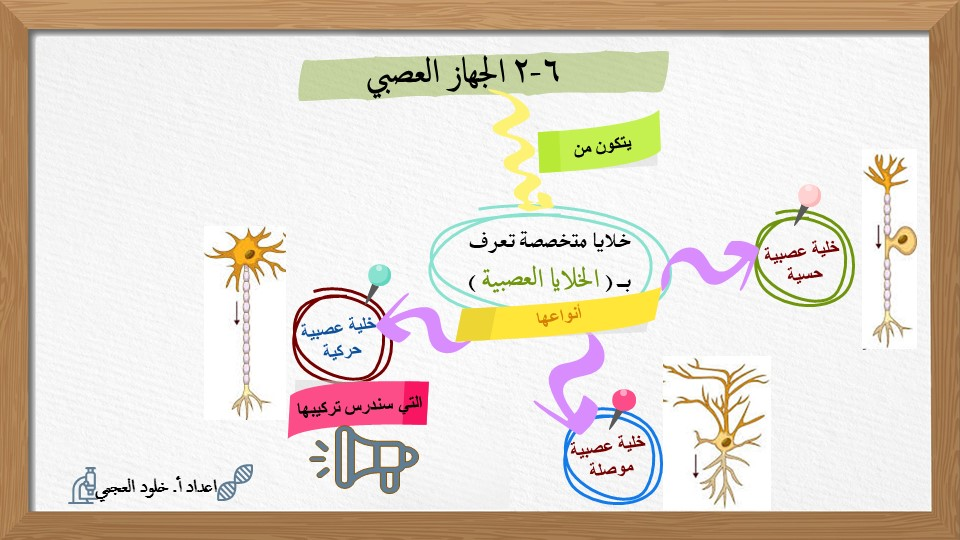 ٦-٢ الجهاز العصبي
يتكون من
خلايا متخصصة تعرف
بـ ( الخلايا العصبية )
أنواعها
خلية عصبية
حسية
خلية عصبية
حركية
التي سندرس تركيبها
خلية عصبية
موصلة
اعداد أ. خلود العجمي